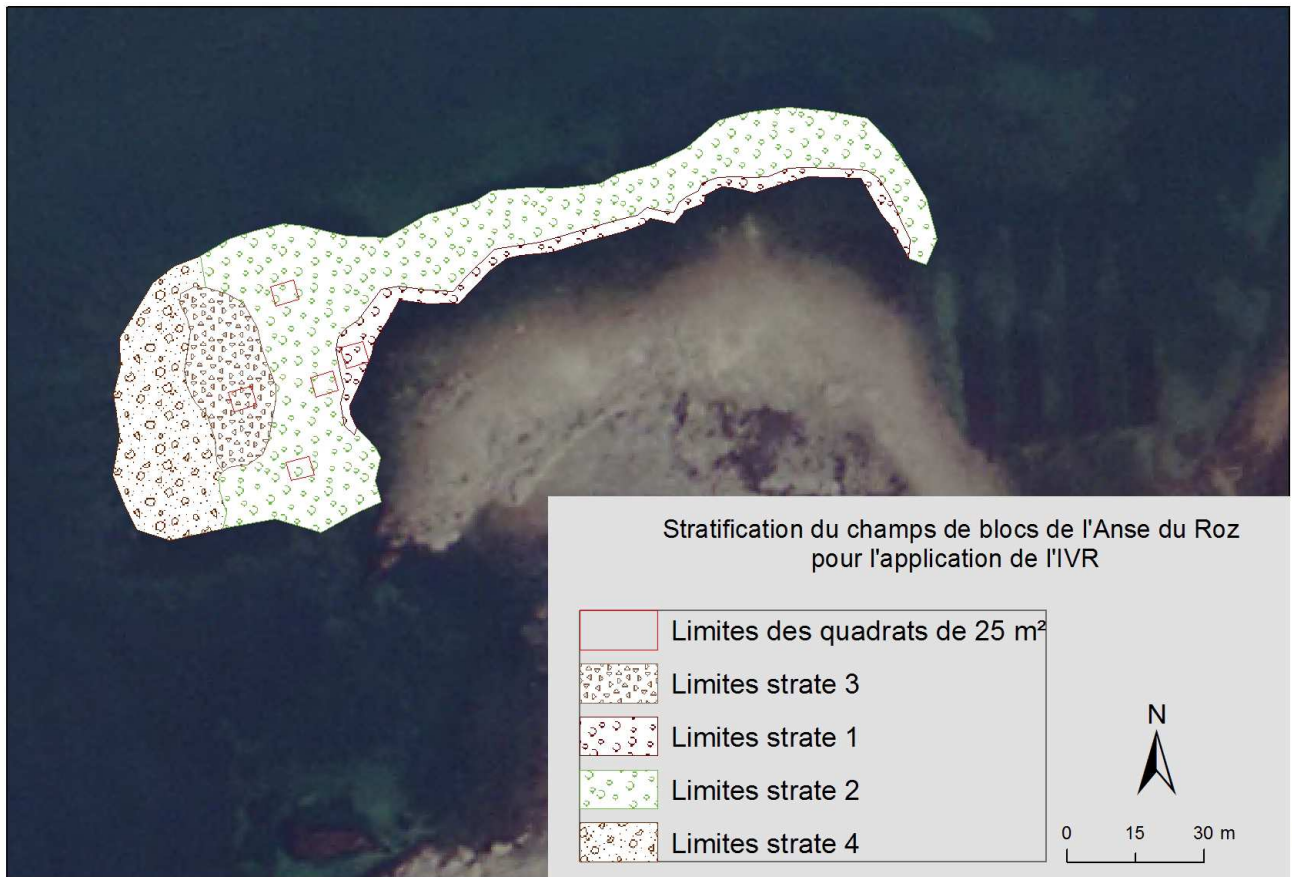 Stratification du champs de blocs de l'Anse du Roz
pour l'application de l'IVR
Limites des quadrats de 25 m²
Limites strate 3
Limites strate 1
Limites strate 2
Limites strate 4
N
0 15 30 m